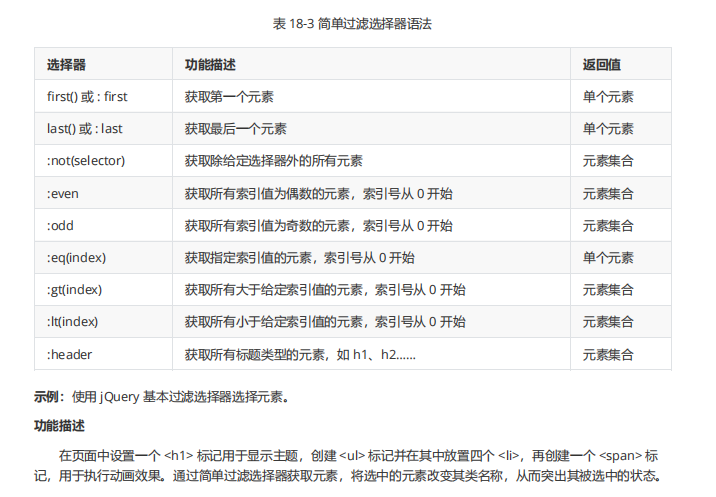 表 18-3 简单过滤选择器语法
选择器 功能描述 返回值
first() 或 : first 获取第一个元素 单个元素
last() 或 : last 获取最后一个元素 单个元素
:not(selector) 获取除给定选择器外的所有元素 元素集合
:even 获取所有索引值为偶数的元素，索引号从 0 开始 元素集合
:odd 获取所有索引值为奇数的元素，索引号从 0 开始 元素集合
:eq(index) 获取指定索引值的元素，索引号从 0 开始 单个元素
:gt(index) 获取所有大于给定索引值的元素，索引号从 0 开始 元素集合
:lt(index) 获取所有小于给定索引值的元素，索引号从 0 开始 元素集合
:header 获取所有标题类型的元素，如 h1、h2...... 元素集合
示例：使用 jQuery 基本过滤选择器选择元素。
功能描述
在页面中设置一个 <h1> 标记用于显示主题，创建 <ul> 标记并在其中放置四个 <li>，再创建一个 <span> 标
记，用于执行动画效果。通过简单过滤选择器获取元素，将选中的元素改变其类名称，从而突出其被选中的状态。